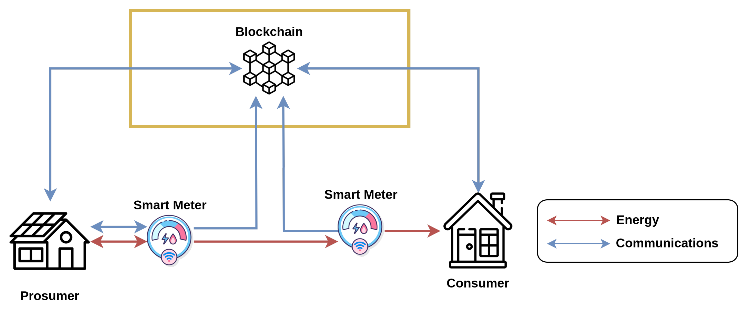 Blockchain
Smart Meter
Smart Meter
Prosumer
Consumer
Energy
Communications